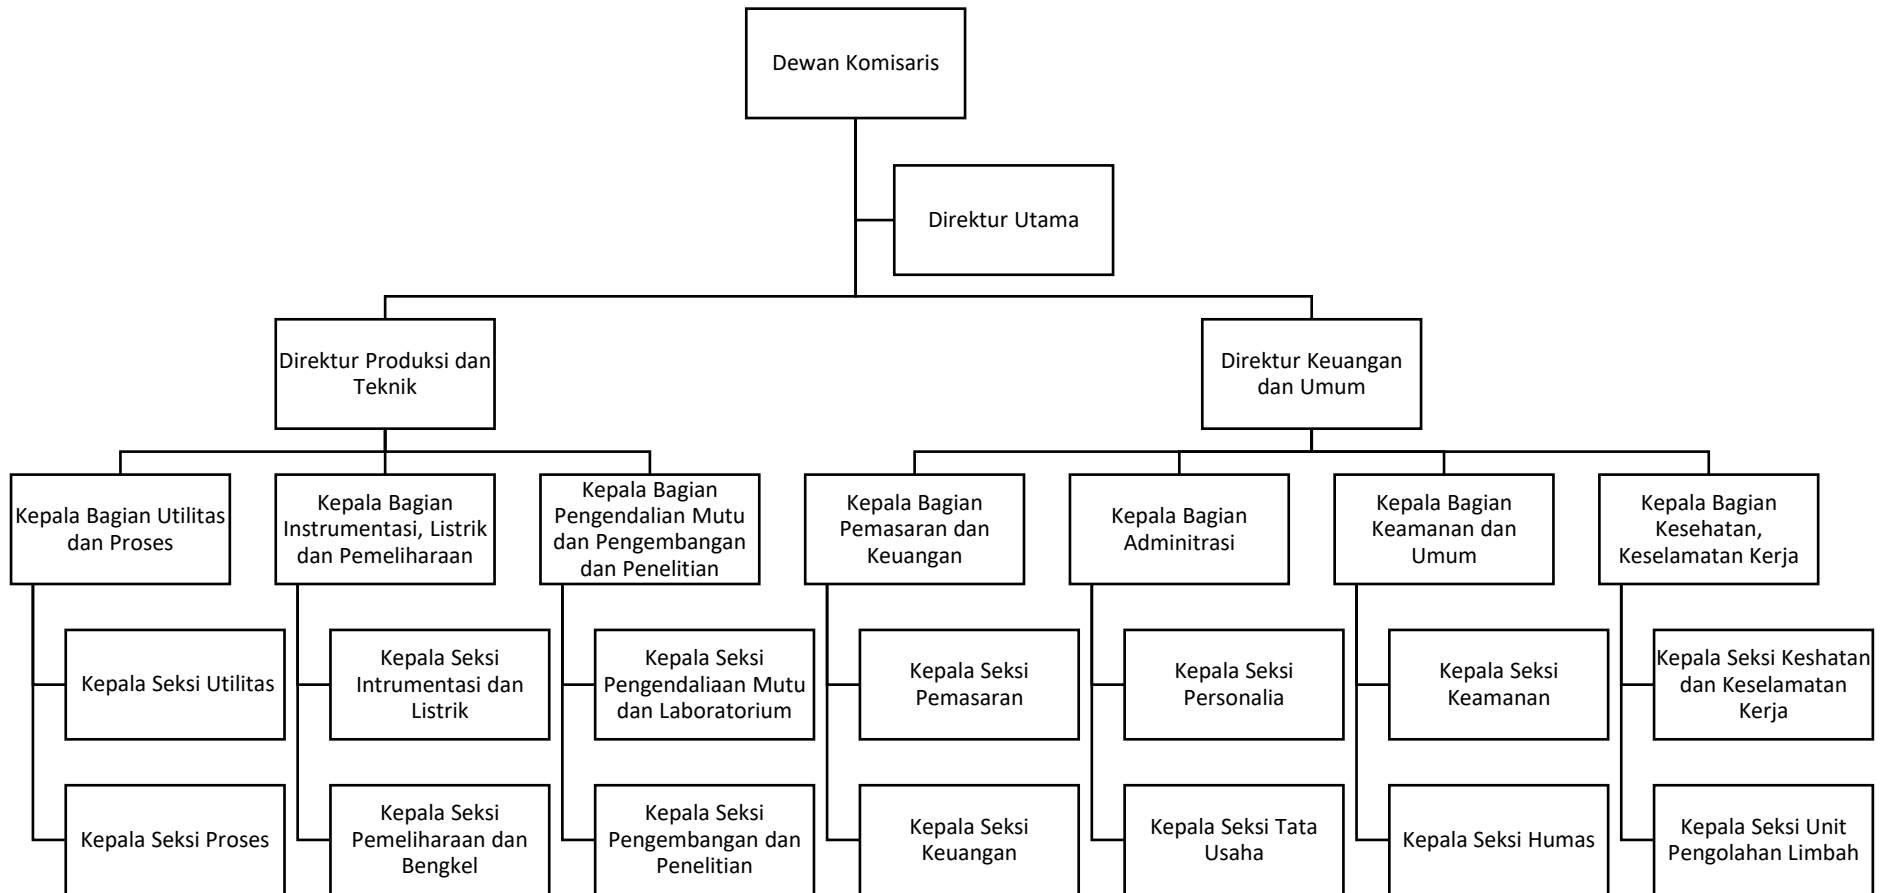 Dewan Komisaris
Direktur Utama
Direktur Produksi dan
Teknik
Direktur Keuangan
dan Umum
Kepala Bagian Utilitas
dan Proses
Kepala Bagian
Instrumentasi, Listrik
dan Pemeliharaan
Kepala Bagian
Pengendalian Mutu
dan Pengembangan
dan Penelitian
Kepala Bagian
Pemasaran dan
Keuangan
Kepala Bagian
Adminitrasi
Kepala Bagian
Keamanan dan
Umum
Kepala Bagian
Kesehatan,
Keselamatan Kerja
Kepala Seksi Utilitas
Kepala Seksi
Intrumentasi dan
Listrik
Kepala Seksi
Pengendaliaan Mutu
dan Laboratorium
Kepala Seksi
Pemasaran
Kepala Seksi
Personalia
Kepala Seksi
Keamanan
Kepala Seksi Keshatan
dan Keselamatan
Kerja
Kepala Seksi Proses
Kepala Seksi
Pemeliharaan dan
Bengkel
Kepala Seksi
Pengembangan dan
Penelitian
Kepala Seksi
Keuangan
Kepala Seksi Tata
Usaha
Kepala Seksi Humas
Kepala Seksi Unit
Pengolahan Limbah